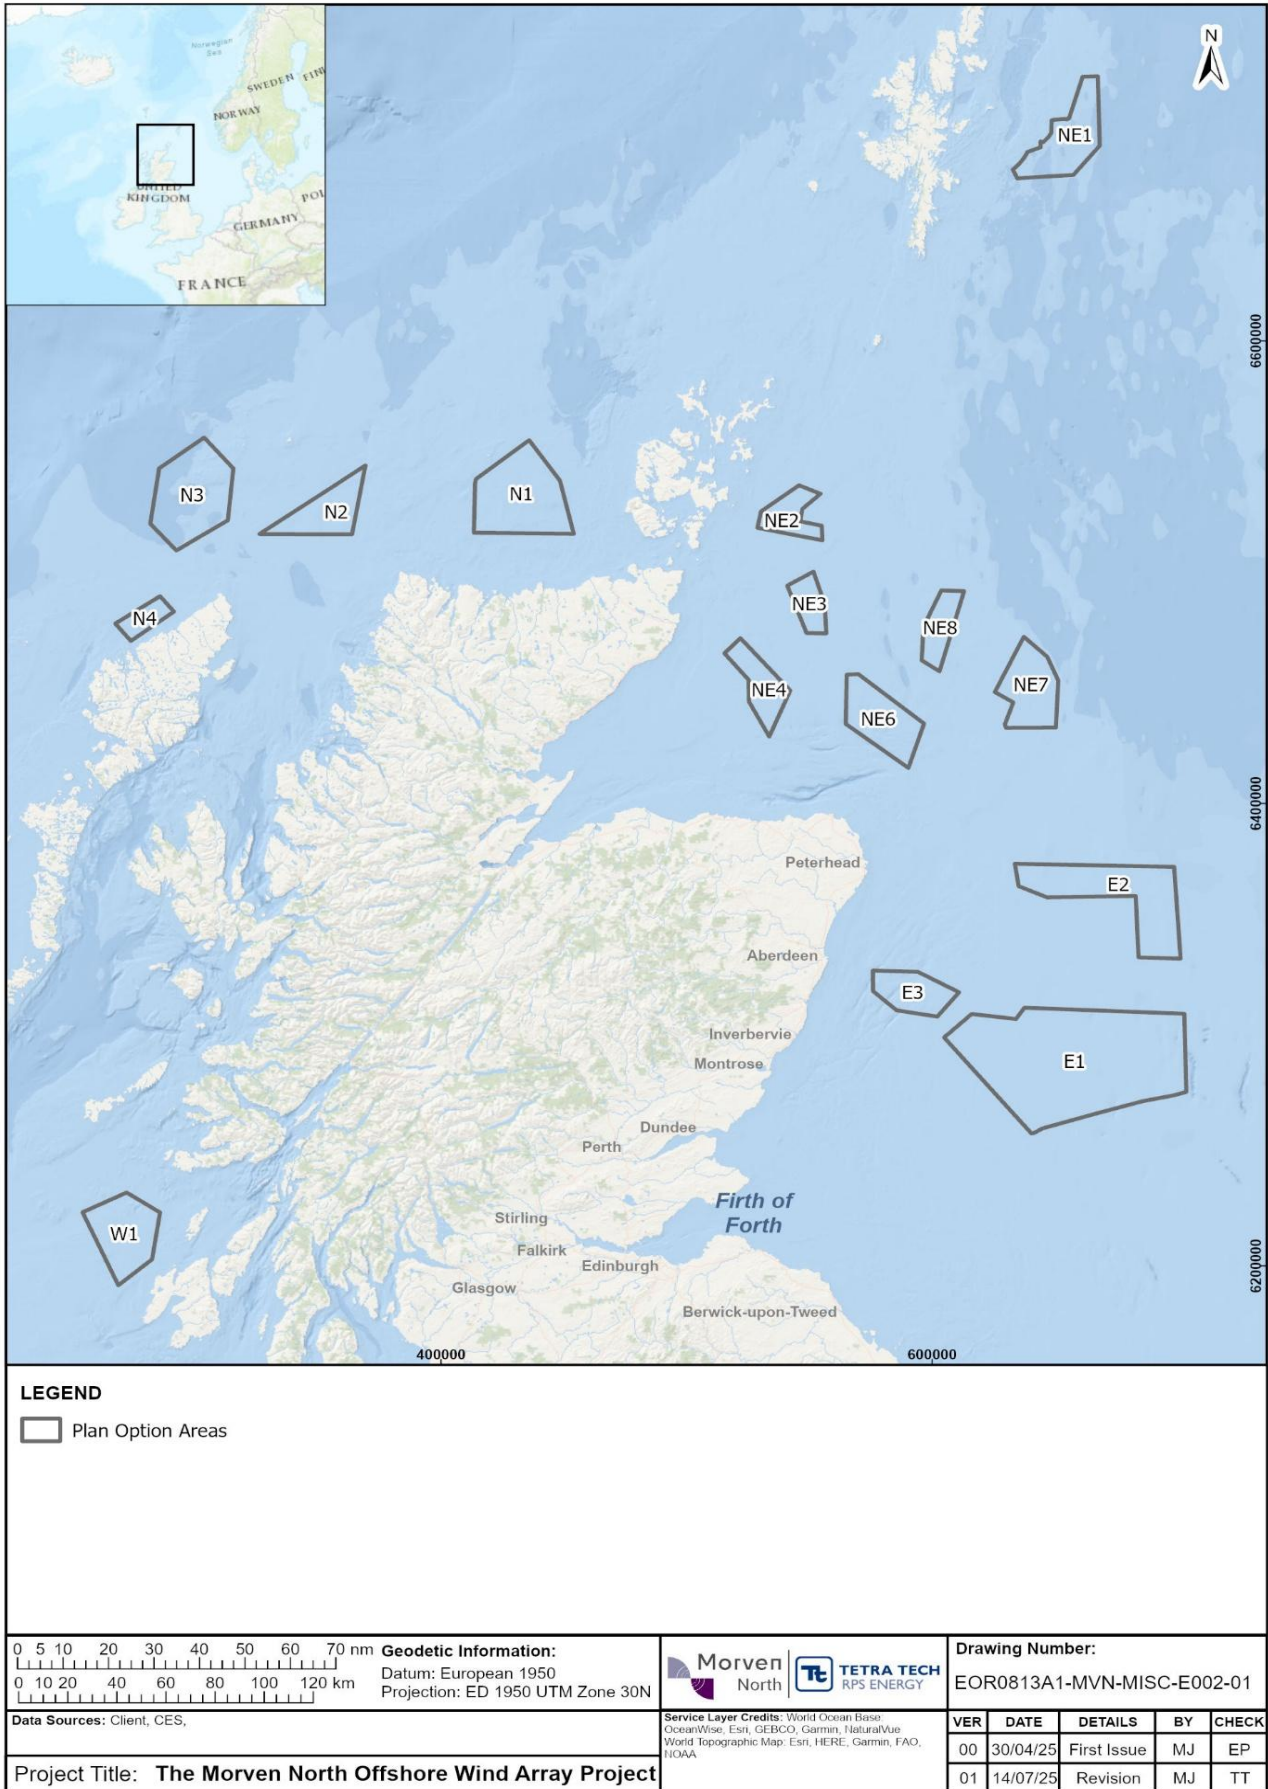 Norwegian
Sea
SWEDEN
FIN
NORWAY
UNITED
KINGDOM
POL
GERMANY
FRANCE
N
NE1
6600000
N3
N2
N1
NE2
NE3
N4
NE8
NE4
NE7
NE6
6400000
Peterhead
E2
Aberdeen
E3
Inverbervie
Montrose
E1
Dundee
Perth
Firth of
Forth
W1
Stirling
Falkirk
Edinburgh
Glasgow
6200000
Berwick-upon-Tweed
400000
600000
LEGEND
Plan Option Areas
0 5 10 20 30 40 50 60 70 nm
0 10 20 40 60 80 100 120 km
Geodetic Information:
Datum: European 1950
Projection: ED 1950 UTM Zone 30N
Morven
North
Tt
TETRA TECH
RPS ENERGY
Drawing Number:
EOR0813A1-MVN-MISC-E002-01
Data Sources: Client, CES,
Service Layer Credits: World Ocean Base:
OceanWise, Esri, GEBCO, Garmin, NaturalVue
World Topographic Map: Esri, HERE, Garmin, FAO,
NOAA
VER DATE DETAILS BY CHECK
00 30/04/25 First Issue MJ EP
01 14/07/25 Revision MJ TT
Project Title: The Morven North Offshore Wind Array Project